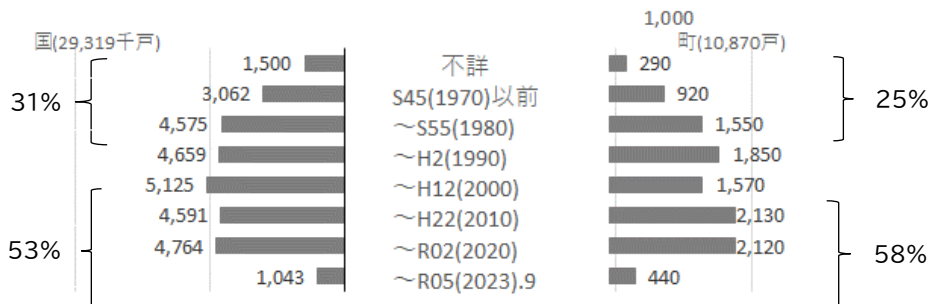 1,000
国(29,319千戸) 町(10,870戸)
1,500 不詳 290
3,062 S45(1970)以前 920
31% 25%
4,575 ～S55(1980) 1,550
4,659 ～H2(1990) 1,850
5,125 ～H12(2000) 1,570
4,591 ～H22(2010) 2,130
53% 58%
4,764 ～R02(2020) 2,120
1,043 ～R05(2023).9 440